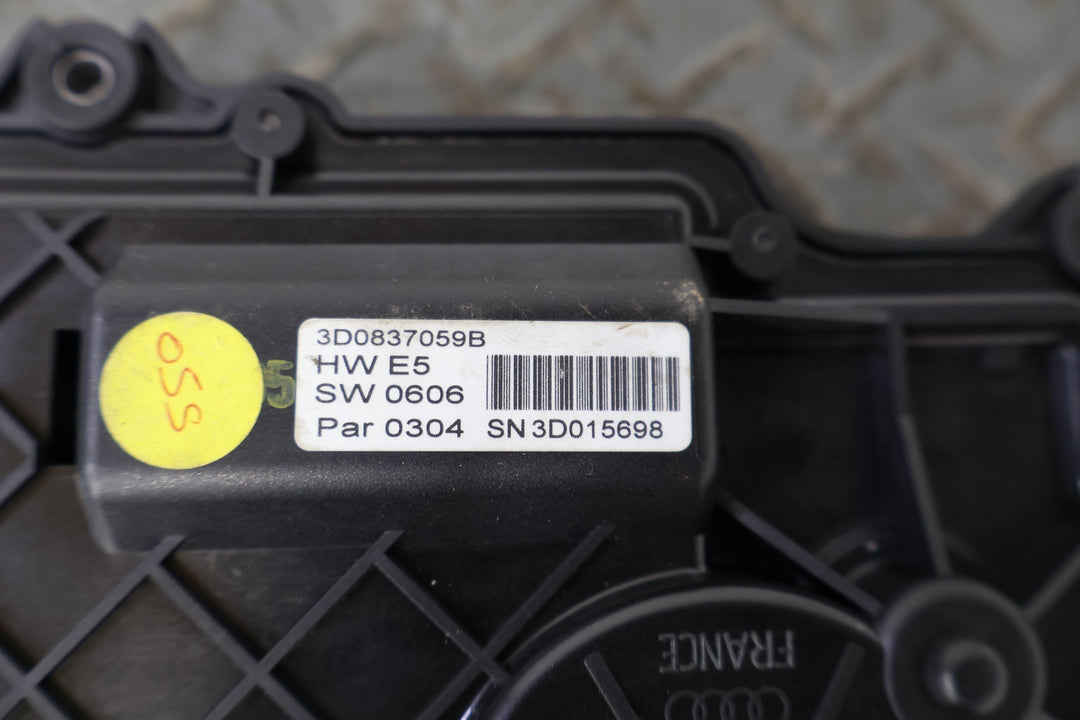 3D0837059B
HW E5
SW 0606
Par 0304 SN 3D015698
OSS
5
FRANCE